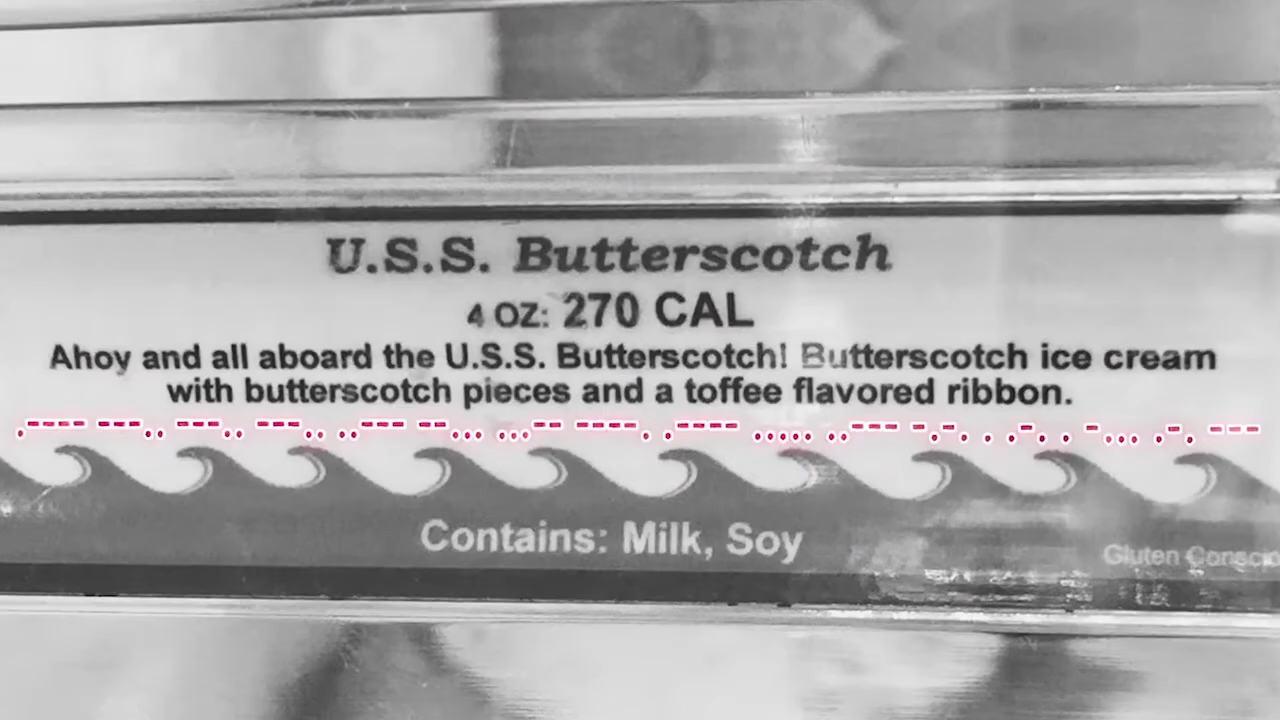 U.S.S. Butterscotch
4 OZ: 270 CAL
Ahoy and all aboard the U.S.S. Butterscotch! Butterscotch ice cream
with butterscotch pieces and a toffee flavored ribbon.
.---- ---.. ---.. ---.. ..--- --... ...-- ----. .---- ..... ..--- -.-. . .-. . -... .-. ---
Contains: Milk, Soy
Gluten